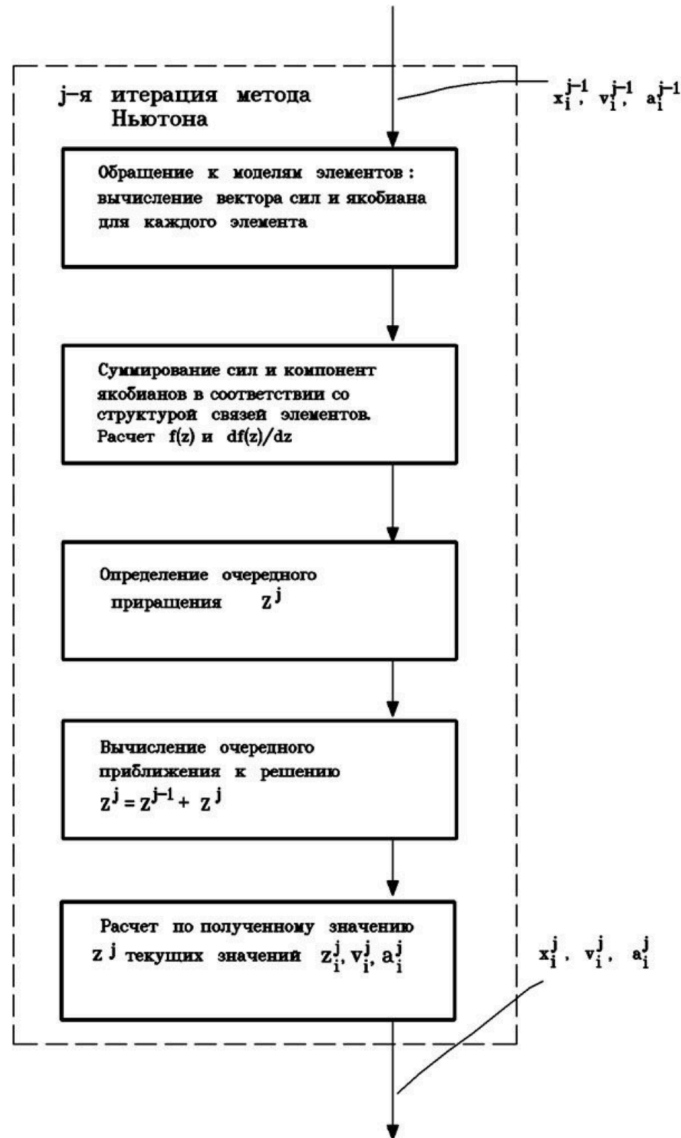 j-я итерация метода
Ньютона
x_i^{j-1}, v_i^{j-1}, a_i^{j-1}
Обращение к моделям элементов:
вычисление вектора сил и якобиана
для каждого элемента
Суммирование сил и компонент
якобианов в соответствии со
структурой связей элементов.
Расчет f(z) и df(z)/dz
Определение очередного
приращения z^j
Вычисление очередного
приближения к решению
z^j = z^{j-1} + z^j
Расчет по полученному значению
z^j текущих значений z_i^j, v_i^j, a_i^j
x_i^j, v_i^j, a_i^j